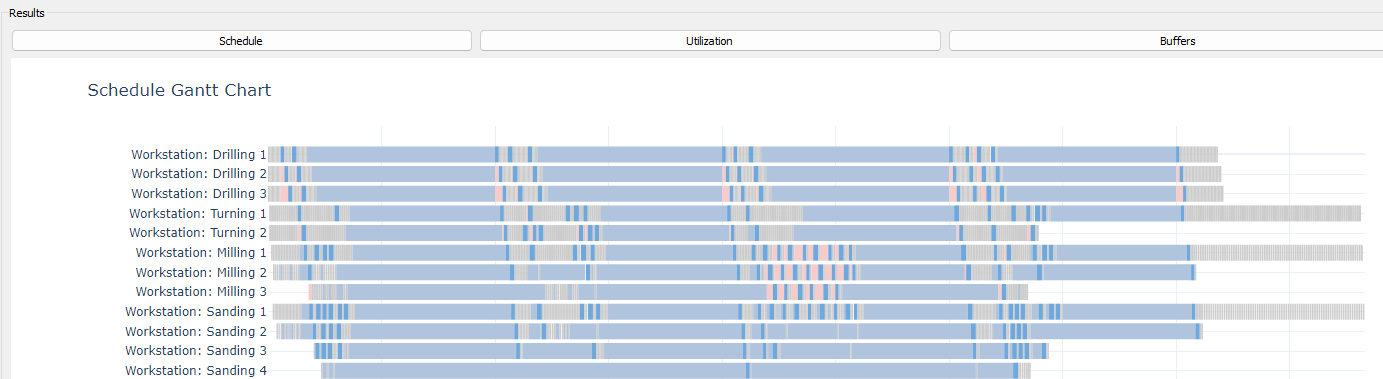 Results
Schedule
Utilization
Buffers
Schedule Gantt Chart
Workstation: Drilling 1
Workstation: Drilling 2
Workstation: Drilling 3
Workstation: Turning 1
Workstation: Turning 2
Workstation: Milling 1
Workstation: Milling 2
Workstation: Milling 3
Workstation: Sanding 1
Workstation: Sanding 2
Workstation: Sanding 3
Workstation: Sanding 4